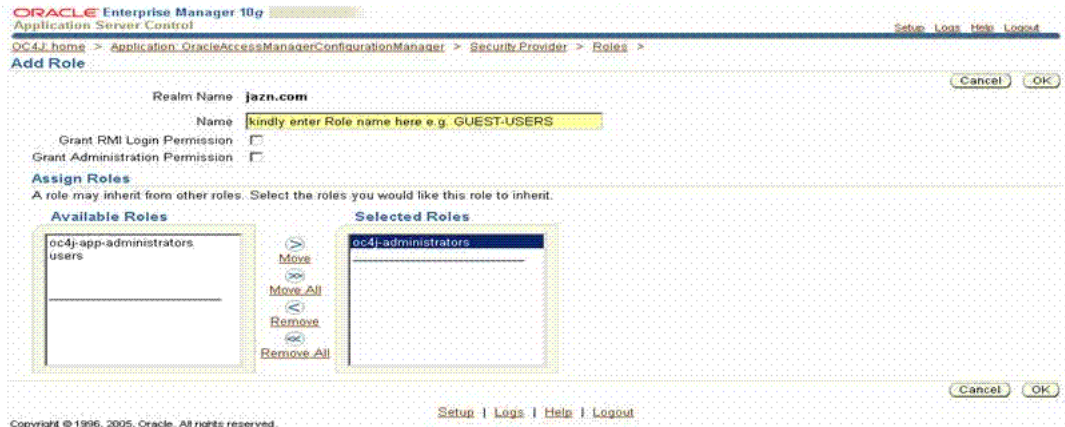 ORACLE Enterprise Manager 10g
Application Server Control
Setup Logs Help Logout
OC4J: home > Application: OracleAccessManagerConfigurationManager > Security Provider > Roles >
Add Role
Cancel OK
Realm Name jazn.com
Name kindly enter Role name here e.g. GUEST-USERS
Grant RMI Login Permission
Grant Administration Permission
Assign Roles
A role may inherit from other roles. Select the roles you would like this role to inherit.
Available Roles
Selected Roles
oc4j-app-administrators
users
oc4j-administrators
Move
Move All
Remove
Remove All
Cancel OK
Setup | Logs | Help | Logout
Copyright © 1996, 2005, Oracle. All rights reserved.